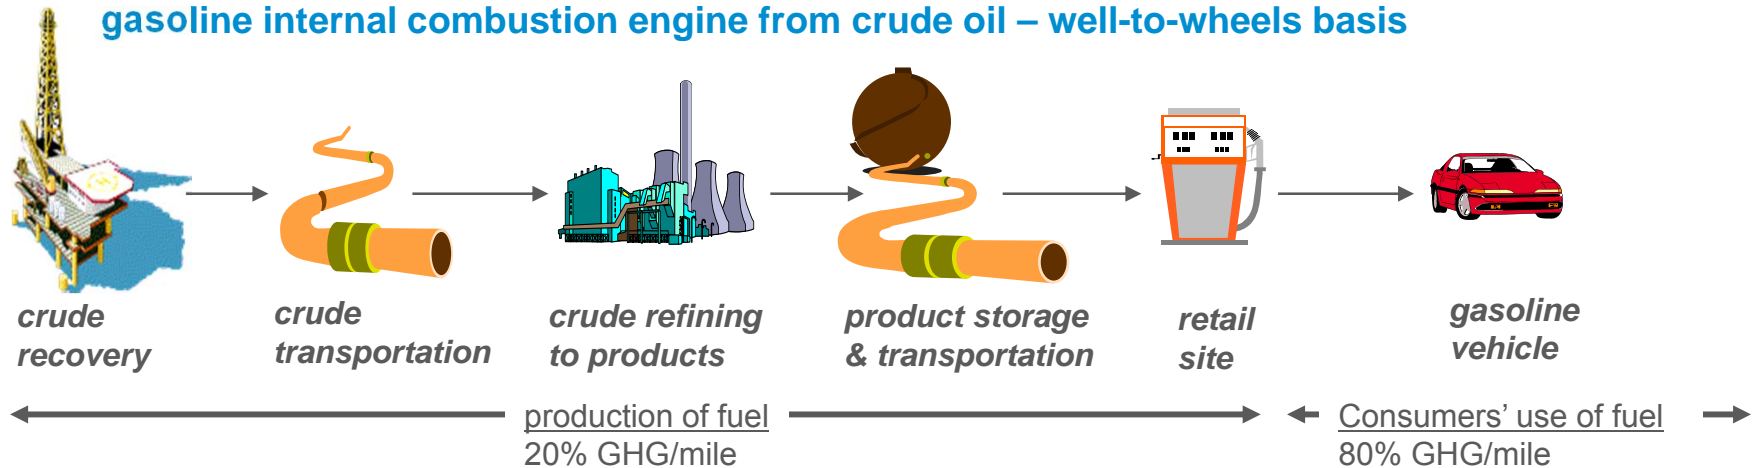 gasoline internal combustion engine from crude oil – well-to-wheels basis
crude
recovery
crude
transportation
crude refining
to products
product storage
& transportation
retail
site
gasoline
vehicle
production of fuel
20% GHG/mile
Consumers’ use of fuel
80% GHG/mile